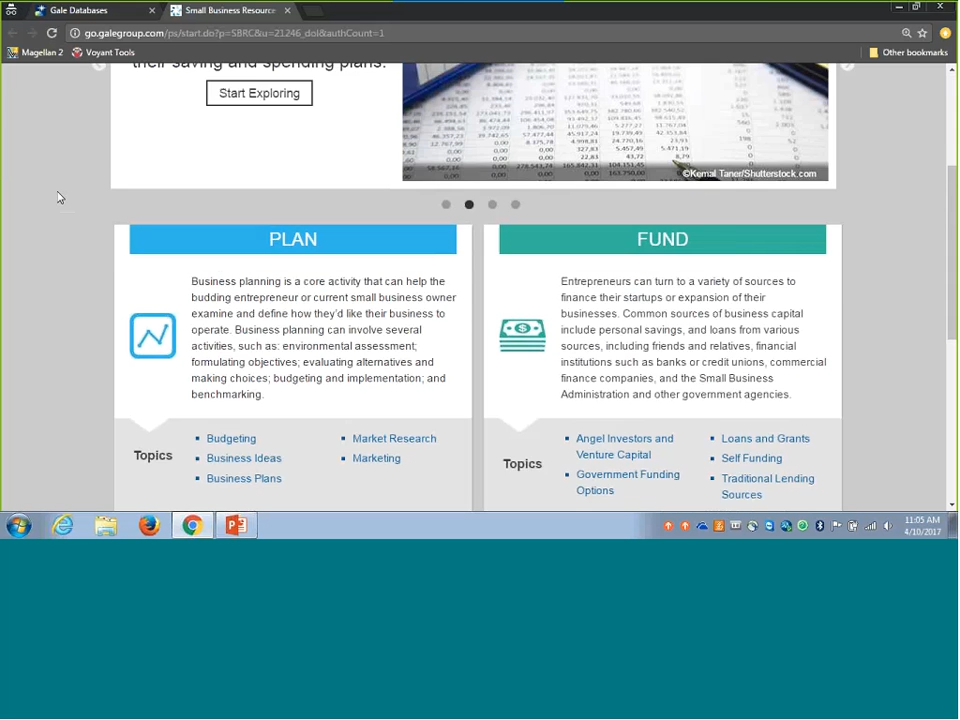 Gale Databases
Small Business Resource
go.galegroup.com/ps/start.do?p=SBRC&u=21246_dol&authCount=1
Magellan 2
Voyant Tools
Other bookmarks
their saving and spending plans.
Start Exploring
©Kemal Taner/Shutterstock.com
PLAN
Business planning is a core activity that can help the
budding entrepreneur or current small business owner
examine and define how they'd like their business to
operate. Business planning can involve several
activities, such as: environmental assessment;
formulating objectives; evaluating alternatives and
making choices; budgeting and implementation; and
benchmarking.
Topics
Budgeting
Business Ideas
Business Plans
Market Research
Marketing
FUND
Entrepreneurs can turn to a variety of sources to
finance their startups or expansion of their
businesses. Common sources of business capital
include personal savings, and loans from various
sources, including friends and relatives, financial
institutions such as banks or credit unions, commercial
finance companies, and the Small Business
Administration and other government agencies.
Topics
Angel Investors and
Venture Capital
Government Funding
Options
Loans and Grants
Self Funding
Traditional Lending
Sources
11:05 AM
4/10/2017